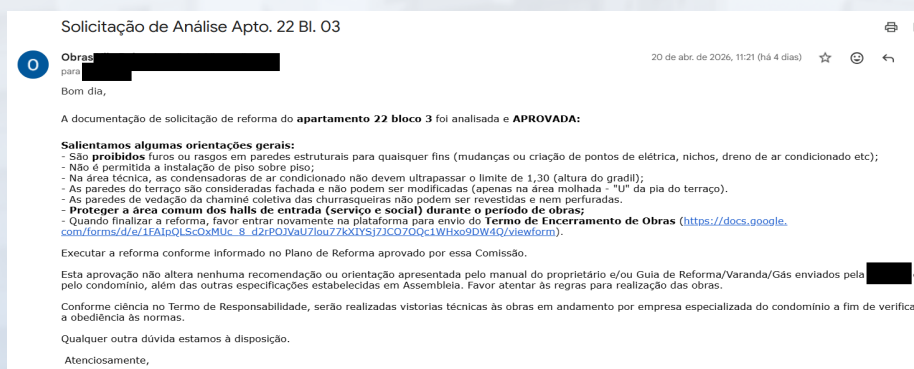 Solicitação de Análise Apto. 22 Bl. 03
O
Obras
20 de abr. de 2026, 11:21 (há 4 dias)
para
Bom dia,
A documentação de solicitação de reforma do apartamento 22 bloco 3 foi analisada e APROVADA:
Salientamos algumas orientações gerais:
- São proibidos furos ou rasgos em paredes estruturais para quaisquer fins (mudanças ou criação de pontos de elétrica, nichos, dreno de ar condicionado etc);
- Não é permitida a instalação de piso sobre piso;
- Na área técnica, as condensadoras de ar condicionado não devem ultrapassar o limite de 1,30 (altura do gradil);
- As paredes do terraço são consideradas fachada e não podem ser modificadas (apenas na área molhada - "U" da pia do terraço).
- As paredes de vedação da chaminé coletiva das churrasqueiras não podem ser revestidas e nem perfuradas.
- Proteger a área comum dos halls de entrada (serviço e social) durante o período de obras;
- Quando finalizar a reforma, favor entrar novamente na plataforma para envio do Termo de Encerramento de Obras (https://docs.google.
com/forms/d/e/1FAIpQLScOxMUc_8_d2rPOJVaU7lou77kXIYSj7JCO7OQc1WHxo9DW4Q/viewform).
Executar a reforma conforme informado no Plano de Reforma aprovado por essa Comissão.
Esta aprovação não altera nenhuma recomendação ou orientação apresentada pelo manual do proprietário e/ou Guia de Reforma/Varanda/Gás enviados pela
pelo condomínio, além das outras especificações estabelecidas em Assembleia. Favor atentar às regras para realização das obras.
Conforme ciência no Termo de Responsabilidade, serão realizadas vistorias técnicas às obras em andamento por empresa especializada do condomínio a fim de verifica
a obediência às normas.
Qualquer outra dúvida estamos à disposição.
Atenciosamente,